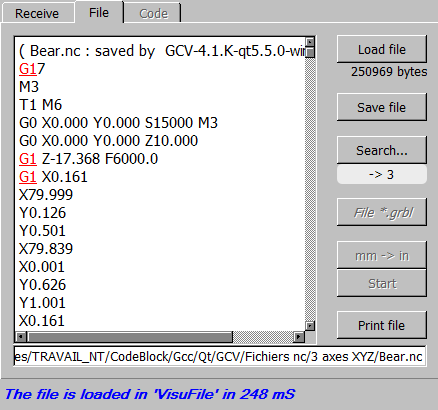 Receive File Code
( Bear.nc : saved by GCV-4.1.K-qt5.5.0-win
G17
M3
T1 M6
G0 X0.000 Y0.000 S15000 M3
G0 X0.000 Y0.000 Z10.000
G1 Z-17.368 F6000.0
G1 X0.161
X79.999
Y0.126
Y0.501
X79.839
X0.001
Y0.626
Y1.001
X0.161
Load file
250969 bytes
Save file
Search...
-> 3
File *.grbl
mm -> in
Start
Print file
es/TRAVAIL_NT/CodeBlock/Gcc/Qt/GCV/Fichiers nc/3 axes XYZ/Bear.nc
The file is loaded in 'VisuFile' in 248 mS